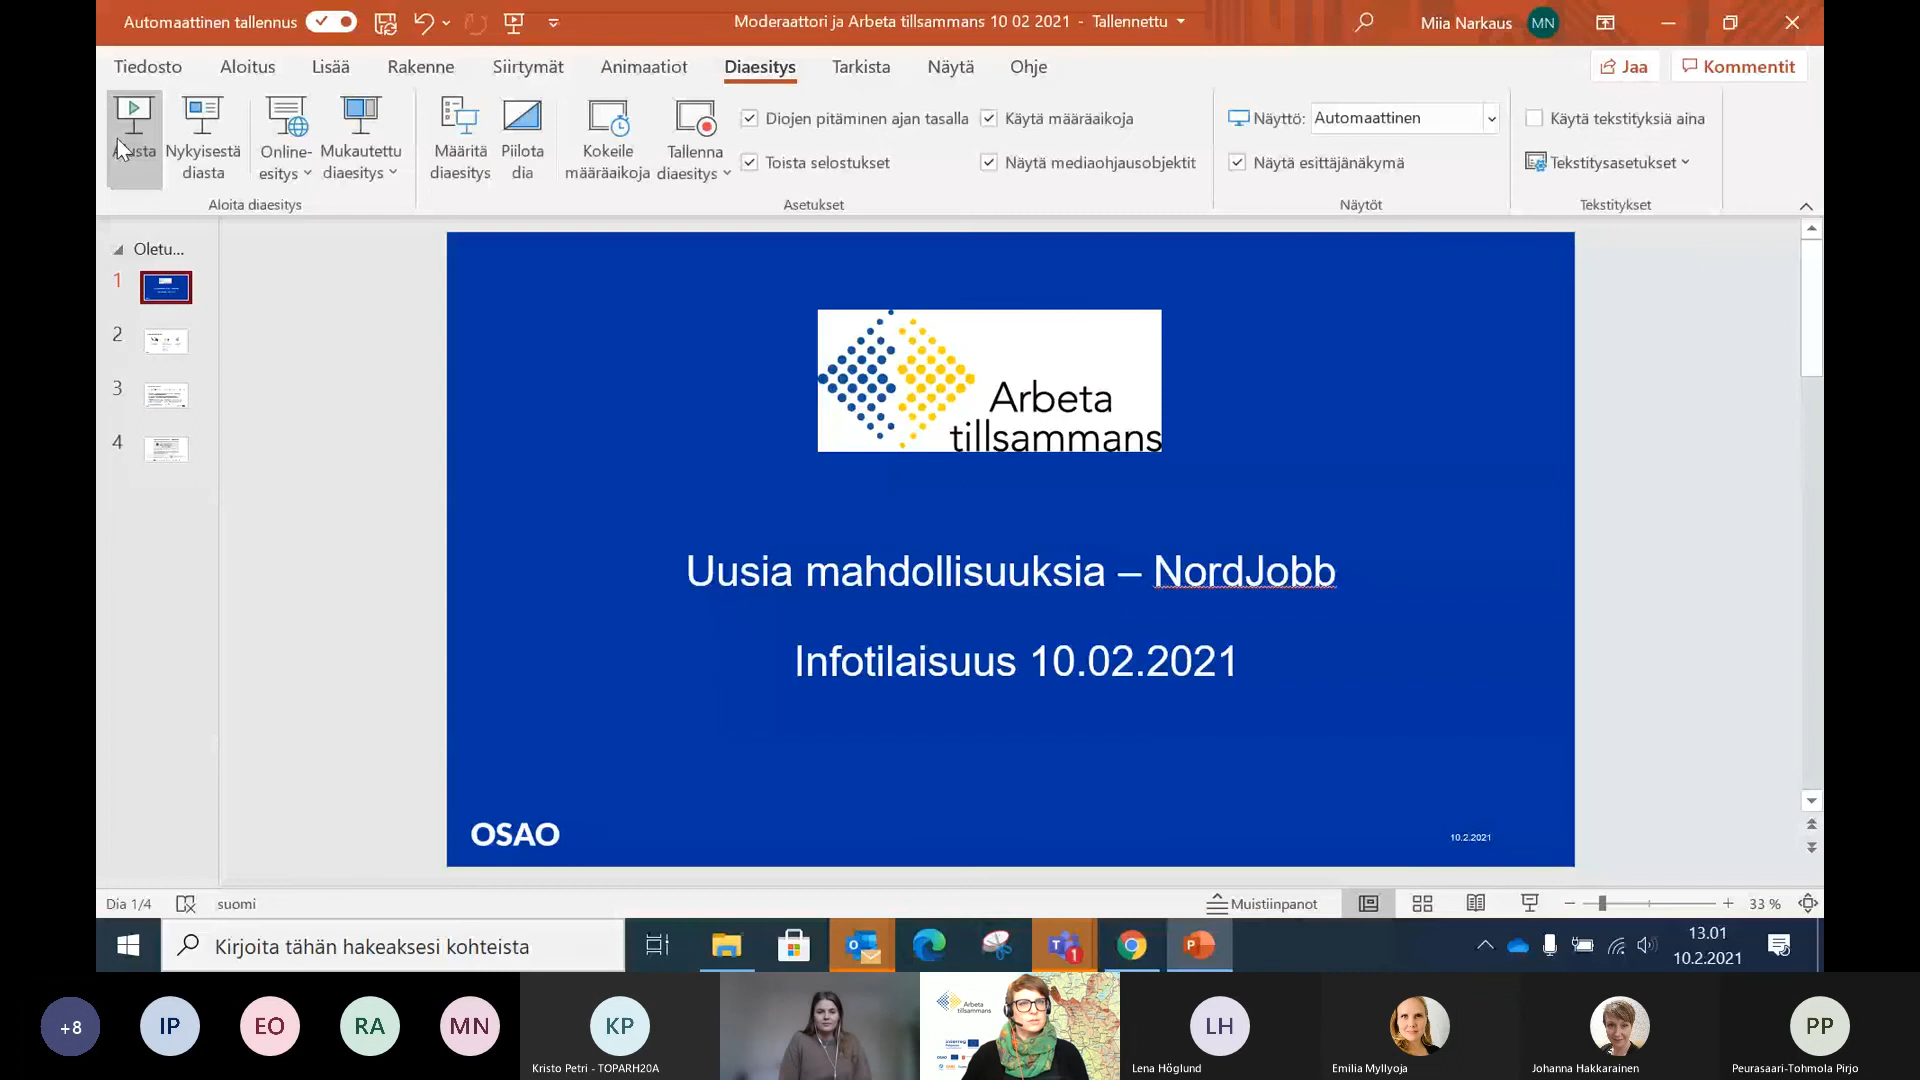 Automaattinen tallennus
Moderaattori ja Arbeta tillsammans 10 02 2021 - Tallennettu
Miia Narkaus
MN
Tiedosto
Aloitus
Lisää
Rakenne
Siirtymät
Animaatiot
Diaesitys
Tarkista
Näytä
Ohje
Jaa
Kommentit
Nykyisestä
diasta
Online-
esitys
Mukautettu
diaesitys
Määritä
diaesitys
Piilota
dia
Kokeile
määräaikoja
Tallenna
diaesitys
Diojen pitäminen ajan tasalla
Toista selostukset
Käytä määräaikoja
Näytä mediaohjausobjektit
Näyttö:
Automaattinen
Näytä esittäjänäkymä
Käytä tekstityksiä aina
Tekstitysasetukset
Aloita diaesitys
Asetukset
Näytöt
Tekstitykset
Oletu...
1
2
3
4
Arbeta
tillsammans
Uusia mahdollisuuksia – NordJobb
Infotilaisuus 10.02.2021
OSAO
10.2.2021
Dia 1/4
suomi
Muistiinpanot
33 %
Kirjoita tähän hakeaksesi kohteista
1
13.01
10.2.2021
+8
IP
EO
RA
MN
KP
Kristo Petri - TOPARH20A
Arbeta
tillsammans
LH
Lena Höglund
Emilia Myllyoja
Johanna Hakkarainen
PP
Peurasaari-Tohmola Pirjo